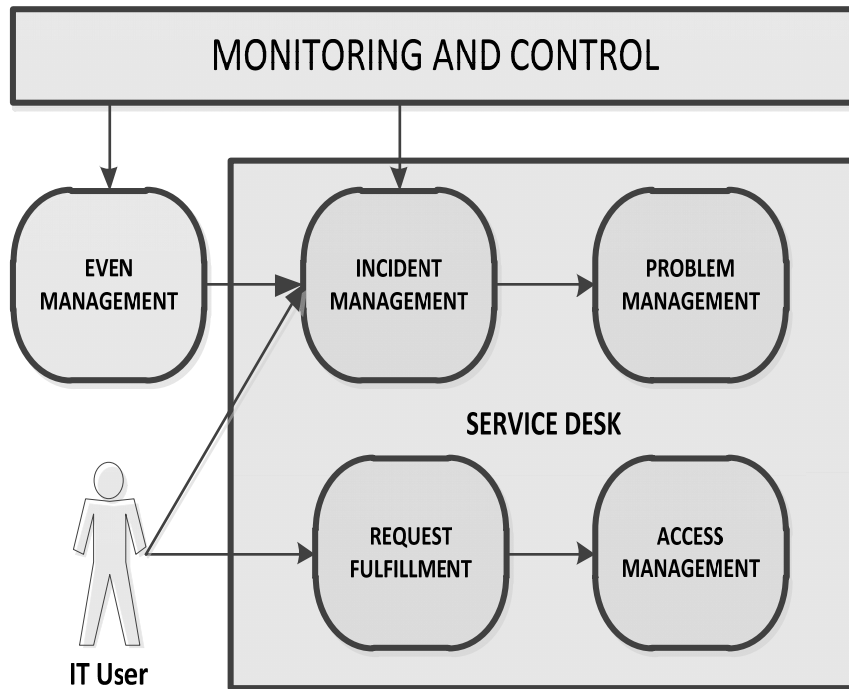 MONITORING AND CONTROL
EVEN
MANAGEMENT
INCIDENT
MANAGEMENT
PROBLEM
MANAGEMENT
SERVICE DESK
REQUEST
FULFILLMENT
ACCESS
MANAGEMENT
IT User